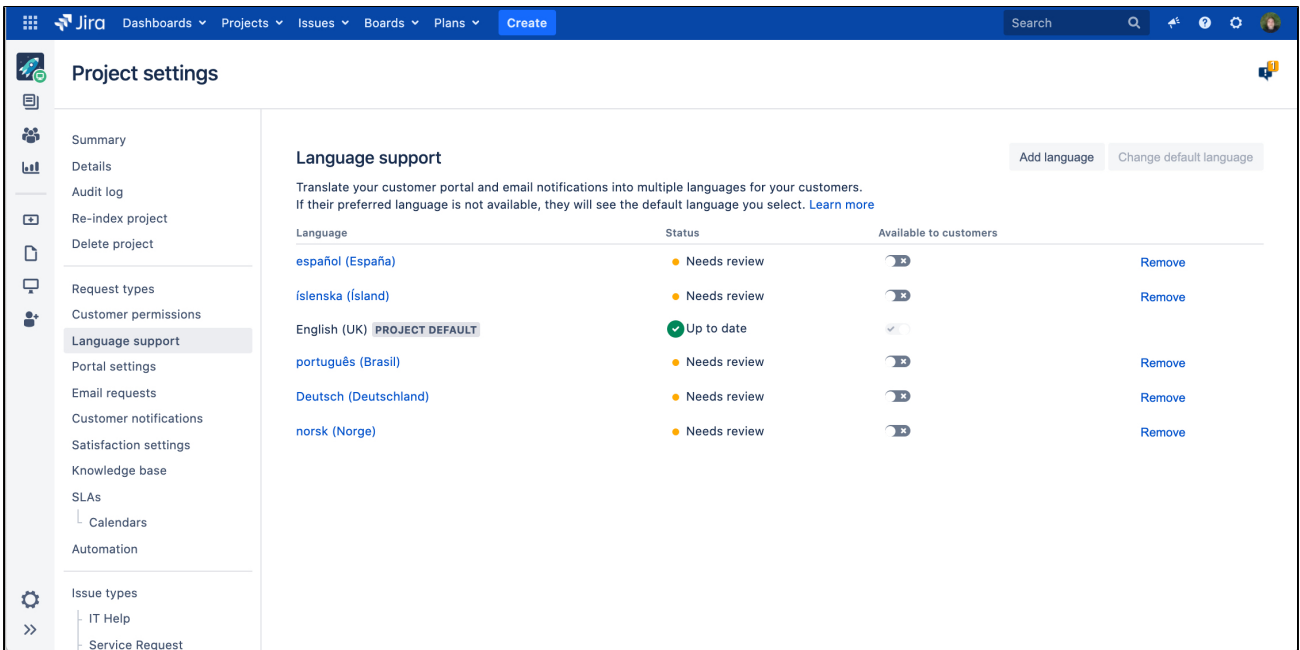 Jira Dashboards Projects Issues Boards Plans Create Search
Project settings
Summary
Details
Audit log
Re-index project
Delete project
Request types
Customer permissions
Language support
Portal settings
Email requests
Customer notifications
Satisfaction settings
Knowledge base
SLAs
Calendars
Automation
Issue types
IT Help
Service Request
Language support
Add language Change default language
Translate your customer portal and email notifications into multiple languages for your customers.
If their preferred language is not available, they will see the default language you select. Learn more
Language Status Available to customers
español (España) Needs review Remove
íslenska (Ísland) Needs review Remove
English (UK) PROJECT DEFAULT Up to date
português (Brasil) Needs review Remove
Deutsch (Deutschland) Needs review Remove
norsk (Norge) Needs review Remove